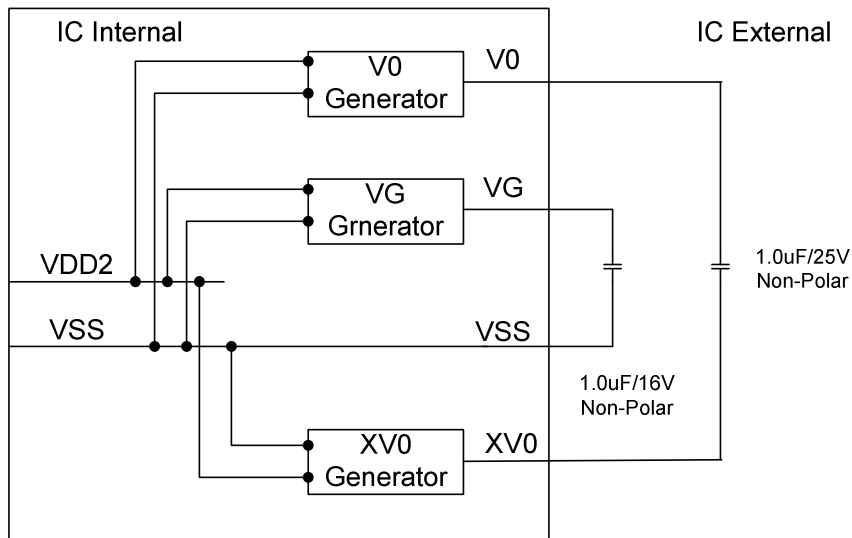 IC Internal
IC External
V0
Generator
V0
VG
Grnerator
VG
VDD2
1.0uF/25V
Non-Polar
VSS
VSS
1.0uF/16V
Non-Polar
XV0
Generator
XV0